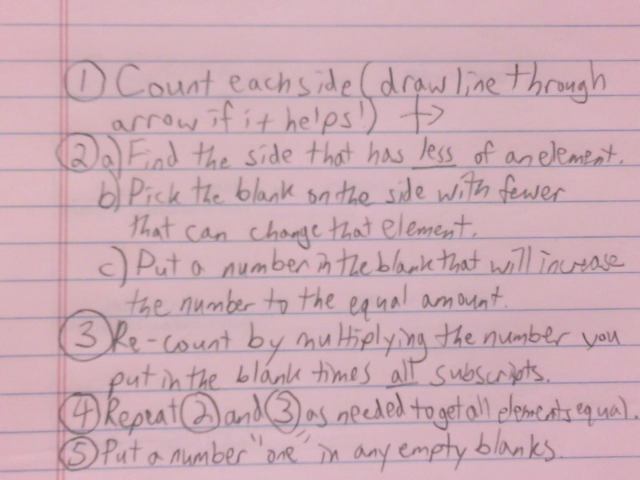 ① Count each side (draw line through
arrow if it helps!) +>
② a) Find the side that has less of an element.
b) Pick the blank on the side with fewer
that can change that element.
c) Put a number in the blank that will increase
the number to the equal amount.
③ Re-count by multiplying the number you
put in the blank times all subscripts.
④ Repeat ② and ③ as needed to get all elements equal.
⑤ Put a number "one" in any empty blanks.